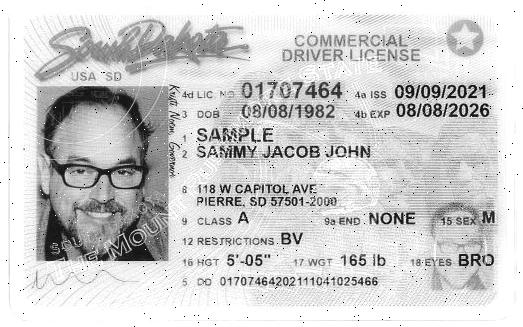 South Dakota
COMMERCIAL
DRIVER LICENSE
USA SD
4d LIC. NO. 01707464 4a ISS 09/09/2021
3 DOB 08/08/1982 4b EXP 08/08/2026
1 SAMPLE
2 SAMMY JACOB JOHN
8 118 W CAPITOL AVE
PIERRE, SD 57501-2000
9 CLASS A 9a END NONE 15 SEX M
12 RESTRICTIONS BV
16 HGT 5'-05" 17 WGT 165 lb 18 EYES BRO
5 DD 01707464202111041025466
Kristi Noem, Governor
THE MOUNT